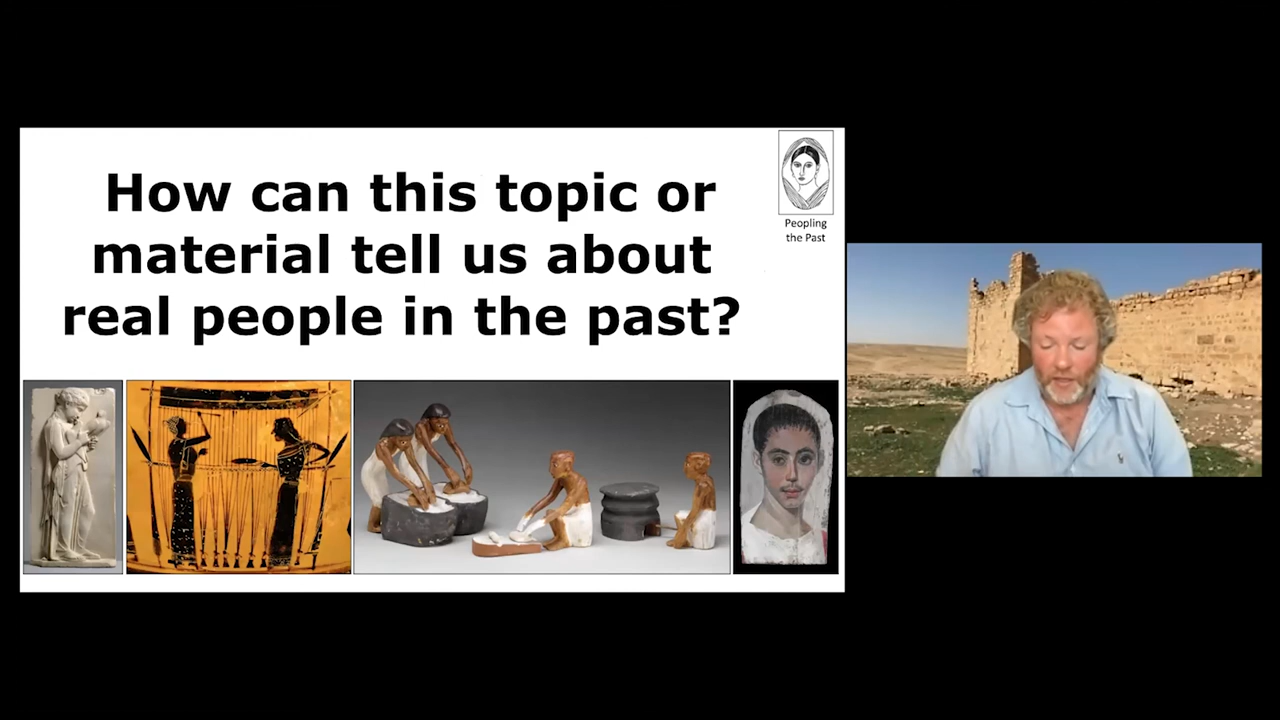 How can this topic or
material tell us about
real people in the past?
Peopling
the Past